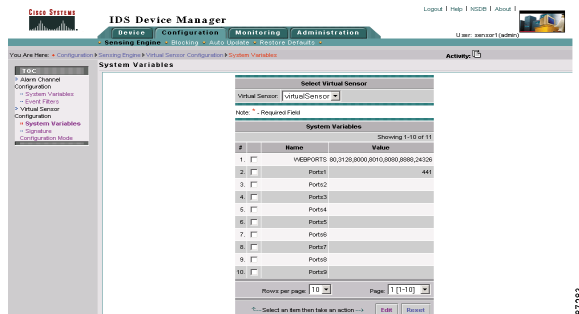 Cisco Systems
IDS Device Manager
Logout | Help | NSDB | About |
Device Configuration Monitoring Administration
Sensing Engine Blocking Auto Update Restore Defaults
User: sensor1(admin)
You Are Here: Configuration Sensing Engine Virtual Sensor Configuration System Variables
Activity:
System Variables
TOC
Alarm Channel
Configuration
System Variables
Event Filters
Virtual Sensor
Configuration
System Variables
Signature
Configuration Mode
Select Virtual Sensor
Virtual Sensor: virtualSensor
Note: * - Required Field
System Variables
Showing 1-10 of 11
# Name Value
1. WEBPORTS 80,3128,8000,8010,8080,8888,24326
2. Ports1 441
3. Ports2
4. Ports3
5. Ports4
6. Ports5
7. Ports6
8. Ports7
9. Ports8
10. Ports9
Rows per page: 10 Page: 1 [1-10]
Select an item then take an action Edit Reset
87283